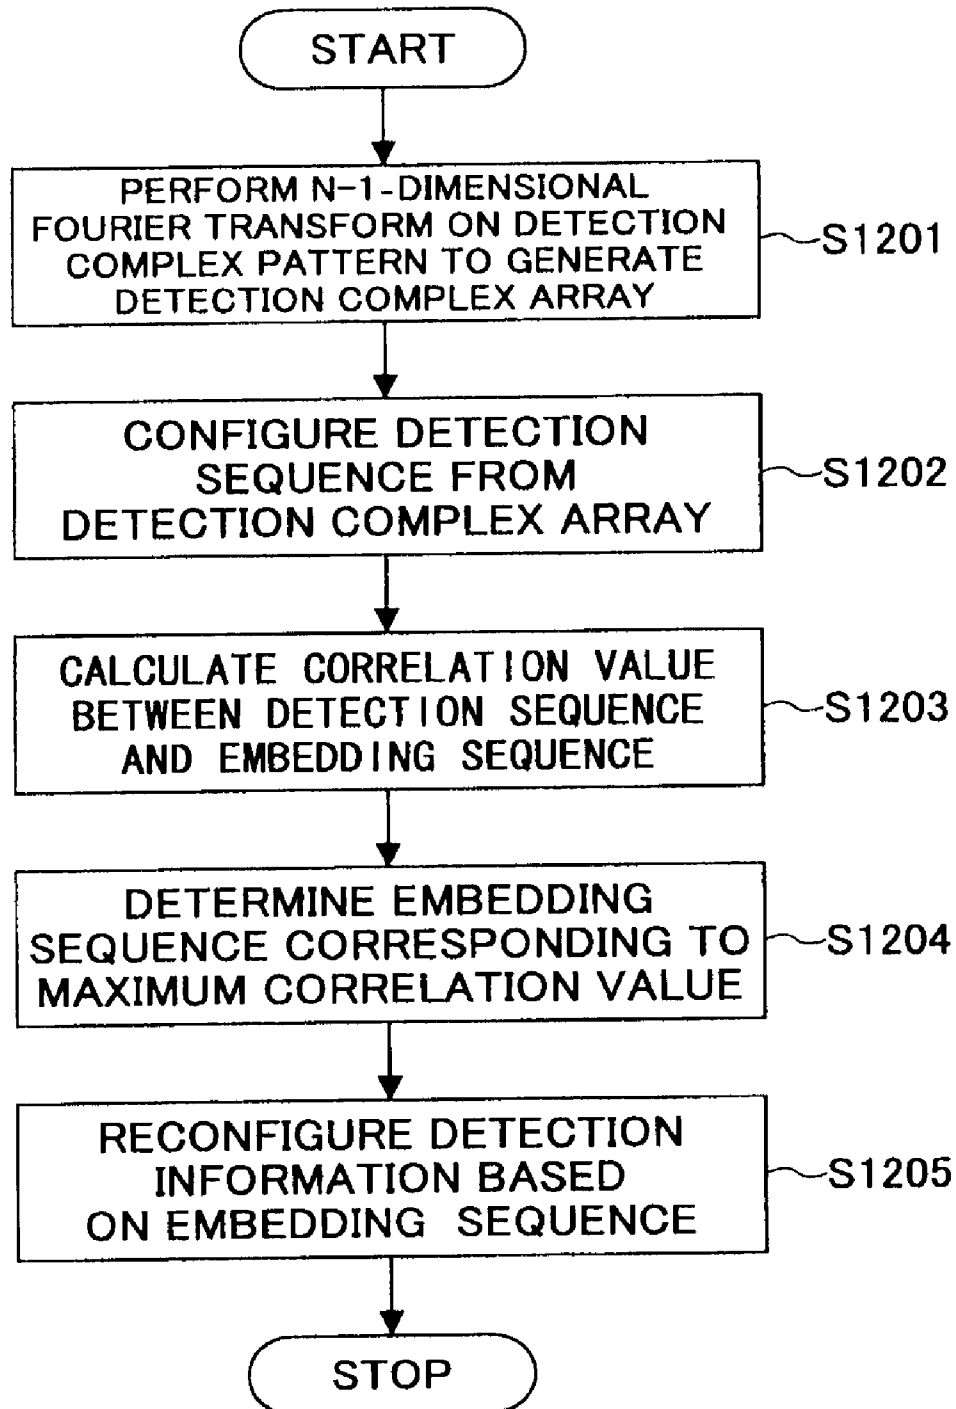 START
PERFORM N-1-DIMENSIONAL
FOURIER TRANSFORM ON DETECTION
COMPLEX PATTERN TO GENERATE
DETECTION COMPLEX ARRAY
S1201
CONFIGURE DETECTION
SEQUENCE FROM
DETECTION COMPLEX ARRAY
S1202
CALCULATE CORRELATION VALUE
BETWEEN DETECTION SEQUENCE
AND EMBEDDING SEQUENCE
S1203
DETERMINE EMBEDDING
SEQUENCE CORRESPONDING TO
MAXIMUM CORRELATION VALUE
S1204
RECONFIGURE DETECTION
INFORMATION BASED
ON EMBEDDING SEQUENCE
S1205
STOP